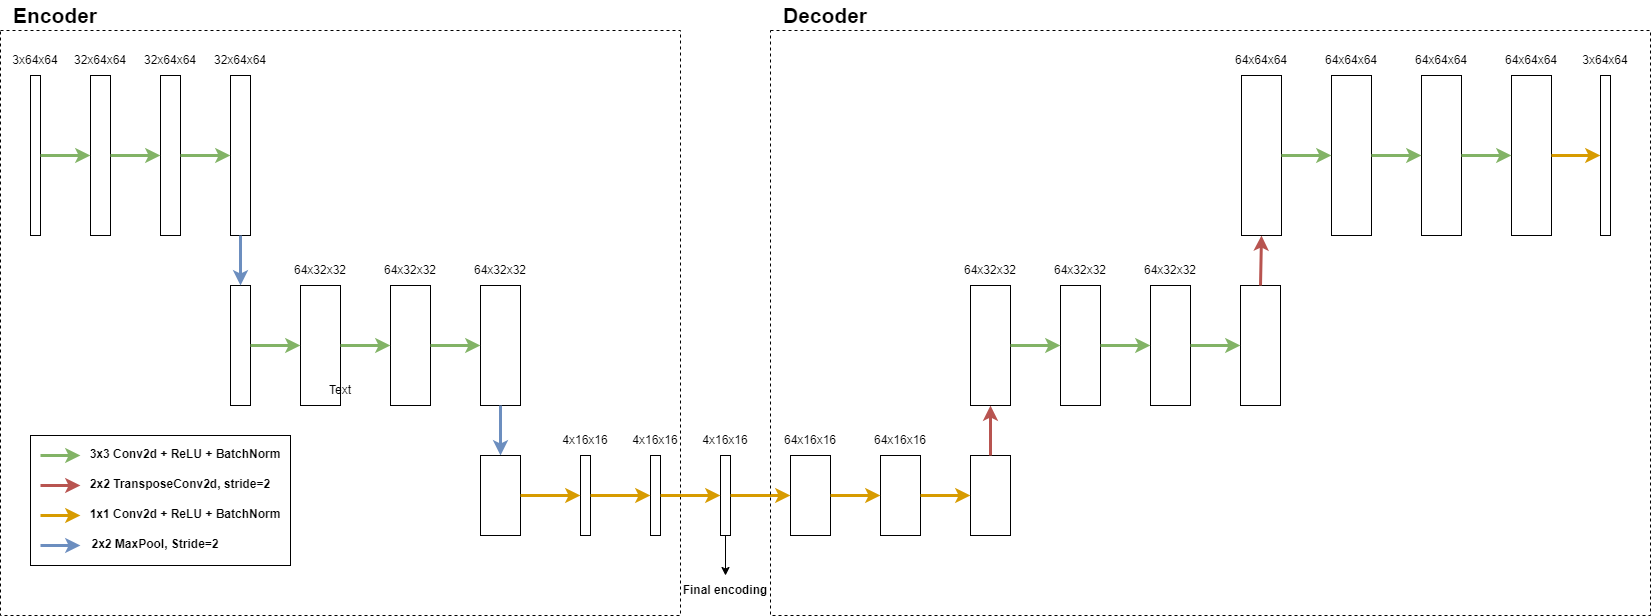 Encoder
Decoder
3x64x64 32x64x64 32x64x64 32x64x64
64x64x64 64x64x64 64x64x64 64x64x64 3x64x64
64x32x32 64x32x32 64x32x32
64x32x32 64x32x32 64x32x32
Text
4x16x16 4x16x16 4x16x16 64x16x16 64x16x16
3x3 Conv2d + ReLU + BatchNorm
2x2 TransposeConv2d, stride=2
1x1 Conv2d + ReLU + BatchNorm
2x2 MaxPool, Stride=2
Final encoding